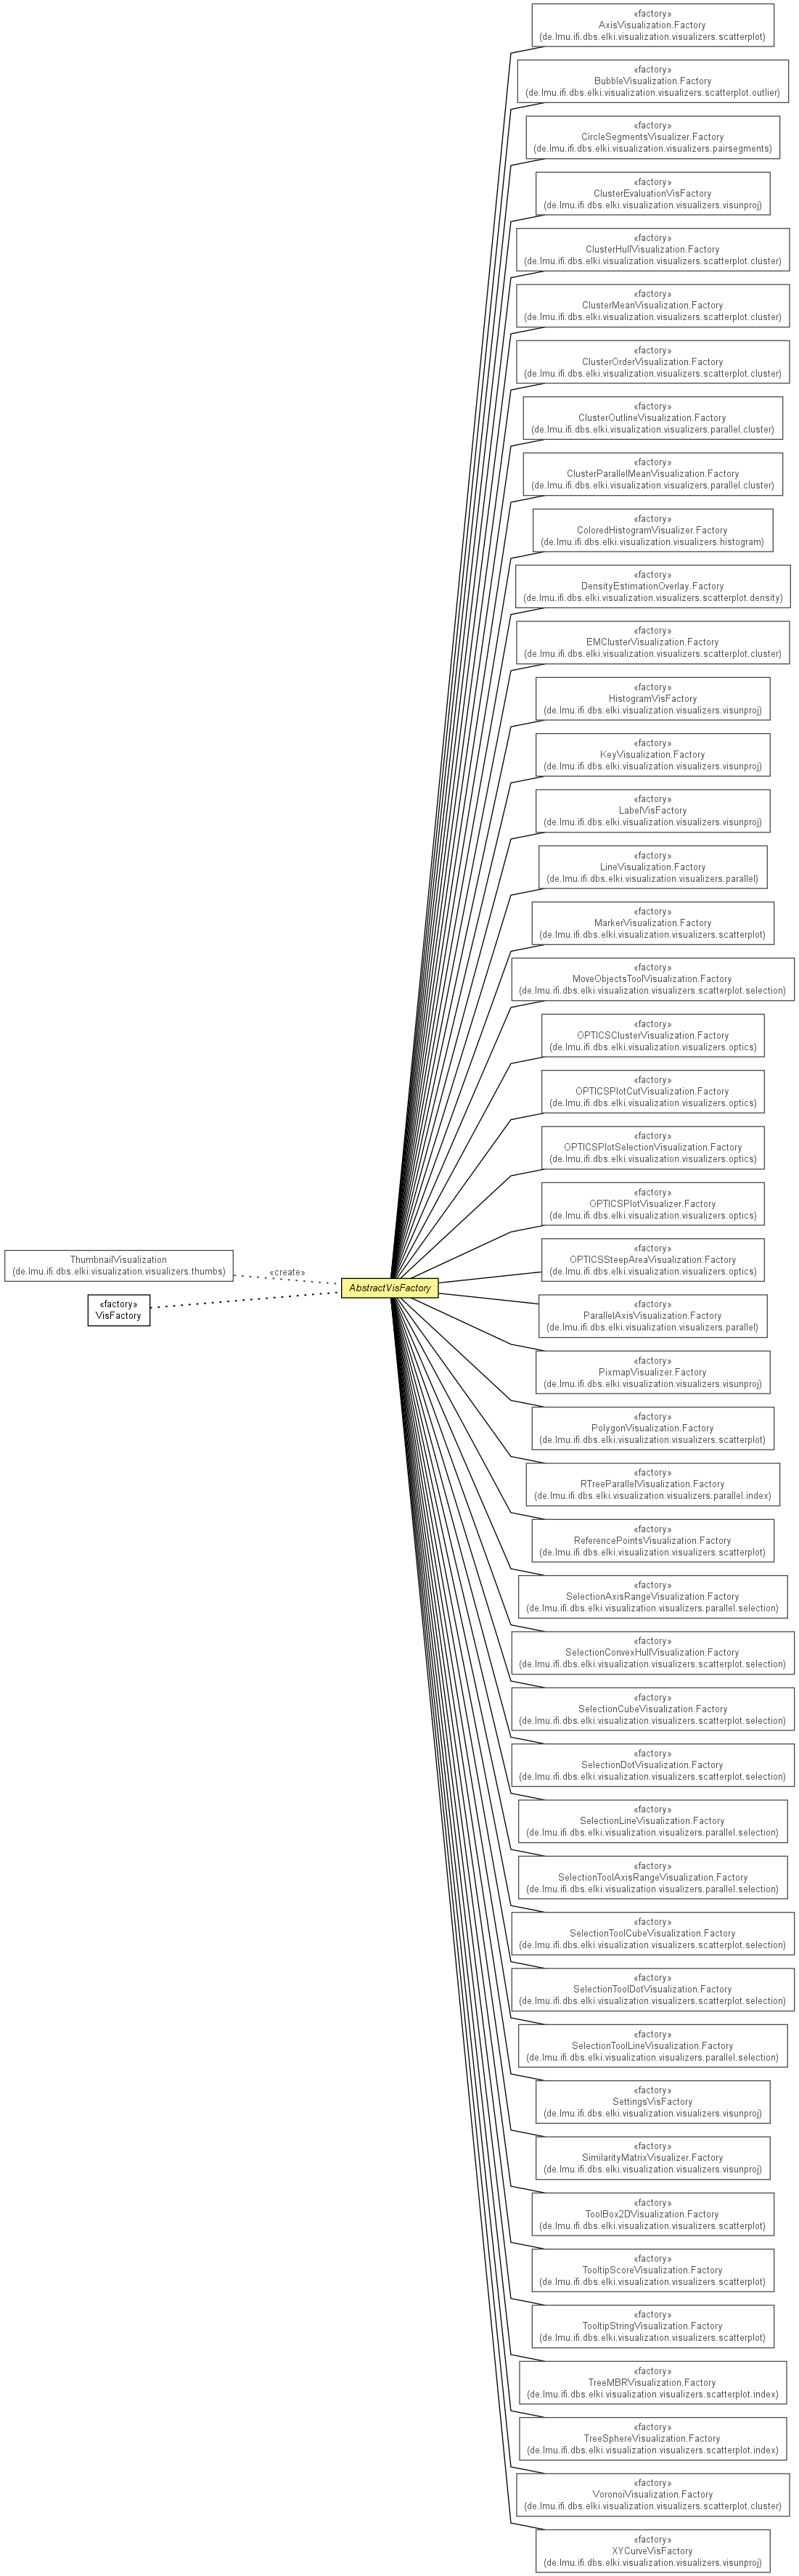 «factory»
AxisVisualization.Factory
(de.lmu.ifi.dbs.elki.visualization.visualizers.scatterplot)
«factory»
BubbleVisualization.Factory
(de.lmu.ifi.dbs.elki.visualization.visualizers.scatterplot.outlier)
«factory»
CircleSegmentsVisualizer.Factory
(de.lmu.ifi.dbs.elki.visualization.visualizers.pairsegments)
«factory»
ClusterEvaluationVisFactory
(de.lmu.ifi.dbs.elki.visualization.visualizers.visunproj)
«factory»
ClusterHullVisualization.Factory
(de.lmu.ifi.dbs.elki.visualization.visualizers.scatterplot.cluster)
«factory»
ClusterMeanVisualization.Factory
(de.lmu.ifi.dbs.elki.visualization.visualizers.scatterplot.cluster)
«factory»
ClusterOrderVisualization.Factory
(de.lmu.ifi.dbs.elki.visualization.visualizers.scatterplot.cluster)
«factory»
ClusterOutlineVisualization.Factory
(de.lmu.ifi.dbs.elki.visualization.visualizers.parallel.cluster)
«factory»
ClusterParallelMeanVisualization.Factory
(de.lmu.ifi.dbs.elki.visualization.visualizers.parallel.cluster)
«factory»
ColoredHistogramVisualizer.Factory
(de.lmu.ifi.dbs.elki.visualization.visualizers.histogram)
«factory»
DensityEstimationOverlay.Factory
(de.lmu.ifi.dbs.elki.visualization.visualizers.scatterplot.density)
«factory»
EMClusterVisualization.Factory
(de.lmu.ifi.dbs.elki.visualization.visualizers.scatterplot.cluster)
«factory»
HistogramVisFactory
(de.lmu.ifi.dbs.elki.visualization.visualizers.visunproj)
«factory»
KeyVisualization.Factory
(de.lmu.ifi.dbs.elki.visualization.visualizers.visunproj)
«factory»
LabelVisFactory
(de.lmu.ifi.dbs.elki.visualization.visualizers.visunproj)
«factory»
LineVisualization.Factory
(de.lmu.ifi.dbs.elki.visualization.visualizers.parallel)
«factory»
MarkerVisualization.Factory
(de.lmu.ifi.dbs.elki.visualization.visualizers.scatterplot)
«factory»
MoveObjectsToolVisualization.Factory
(de.lmu.ifi.dbs.elki.visualization.visualizers.scatterplot.selection)
«factory»
OPTICSClusterVisualization.Factory
(de.lmu.ifi.dbs.elki.visualization.visualizers.optics)
«factory»
OPTICSPlotCutVisualization.Factory
(de.lmu.ifi.dbs.elki.visualization.visualizers.optics)
«factory»
OPTICSPlotSelectionVisualization.Factory
(de.lmu.ifi.dbs.elki.visualization.visualizers.optics)
«factory»
OPTICSPlotVisualizer.Factory
(de.lmu.ifi.dbs.elki.visualization.visualizers.optics)
«factory»
OPTICSSteepAreaVisualization.Factory
(de.lmu.ifi.dbs.elki.visualization.visualizers.optics)
ThumbnailVisualization
(de.lmu.ifi.dbs.elki.visualization.visualizers.thumbs)
«create»
AbstractVisFactory
«factory»
VisFactory
«factory»
ParallelAxisVisualization.Factory
(de.lmu.ifi.dbs.elki.visualization.visualizers.parallel)
«factory»
PixmapVisualizer.Factory
(de.lmu.ifi.dbs.elki.visualization.visualizers.visunproj)
«factory»
PolygonVisualization.Factory
(de.lmu.ifi.dbs.elki.visualization.visualizers.scatterplot)
«factory»
RTreeParallelVisualization.Factory
(de.lmu.ifi.dbs.elki.visualization.visualizers.parallel.index)
«factory»
ReferencePointsVisualization.Factory
(de.lmu.ifi.dbs.elki.visualization.visualizers.scatterplot)
«factory»
SelectionAxisRangeVisualization.Factory
(de.lmu.ifi.dbs.elki.visualization.visualizers.parallel.selection)
«factory»
SelectionConvexHullVisualization.Factory
(de.lmu.ifi.dbs.elki.visualization.visualizers.scatterplot.selection)
«factory»
SelectionCubeVisualization.Factory
(de.lmu.ifi.dbs.elki.visualization.visualizers.scatterplot.selection)
«factory»
SelectionDotVisualization.Factory
(de.lmu.ifi.dbs.elki.visualization.visualizers.scatterplot.selection)
«factory»
SelectionLineVisualization.Factory
(de.lmu.ifi.dbs.elki.visualization.visualizers.parallel.selection)
«factory»
SelectionToolAxisRangeVisualization.Factory
(de.lmu.ifi.dbs.elki.visualization.visualizers.parallel.selection)
«factory»
SelectionToolCubeVisualization.Factory
(de.lmu.ifi.dbs.elki.visualization.visualizers.scatterplot.selection)
«factory»
SelectionToolDotVisualization.Factory
(de.lmu.ifi.dbs.elki.visualization.visualizers.scatterplot.selection)
«factory»
SelectionToolLineVisualization.Factory
(de.lmu.ifi.dbs.elki.visualization.visualizers.parallel.selection)
«factory»
SettingsVisFactory
(de.lmu.ifi.dbs.elki.visualization.visualizers.visunproj)
«factory»
SimilarityMatrixVisualizer.Factory
(de.lmu.ifi.dbs.elki.visualization.visualizers.visunproj)
«factory»
ToolBox2DVisualization.Factory
(de.lmu.ifi.dbs.elki.visualization.visualizers.scatterplot)
«factory»
TooltipScoreVisualization.Factory
(de.lmu.ifi.dbs.elki.visualization.visualizers.scatterplot)
«factory»
TooltipStringVisualization.Factory
(de.lmu.ifi.dbs.elki.visualization.visualizers.scatterplot)
«factory»
TreeMBRVisualization.Factory
(de.lmu.ifi.dbs.elki.visualization.visualizers.scatterplot.index)
«factory»
TreeSphereVisualization.Factory
(de.lmu.ifi.dbs.elki.visualization.visualizers.scatterplot.index)
«factory»
VoronoiVisualization.Factory
(de.lmu.ifi.dbs.elki.visualization.visualizers.scatterplot.cluster)
«factory»
XYCurveVisFactory
(de.lmu.ifi.dbs.elki.visualization.visualizers.visunproj)